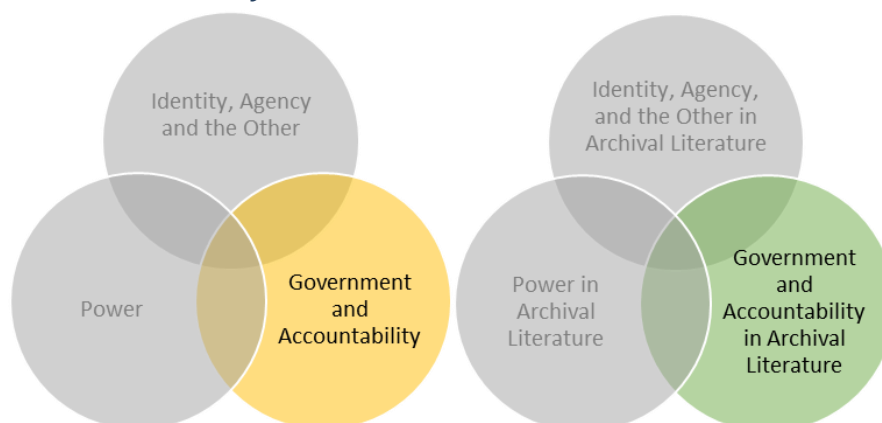 Identity, Agency
and the Other
Power
Government
and
Accountability
Identity, Agency,
and the Other in
Archival Literature
Power in
Archival
Literature
Government
and
Accountability
in Archival
Literature